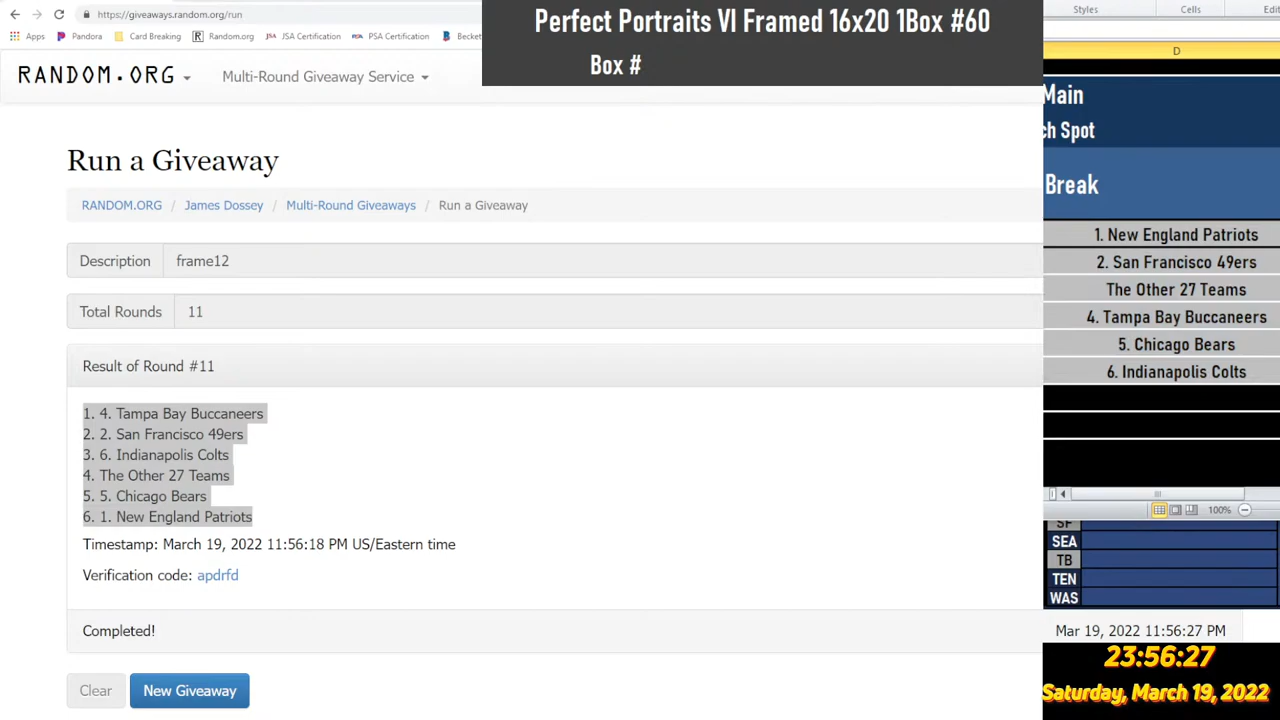 https://giveaways.random.org/run
Apps
Pandora
Card Breaking
Random.org
JSA Certification
PSA Certification
Beckett
Perfect Portraits VI Framed 16x20 1Box #60
Box #
RANDOM.ORG
Multi-Round Giveaway Service
Run a Giveaway
RANDOM.ORG / James Dossey / Multi-Round Giveaways / Run a Giveaway
Description frame12
Total Rounds 11
Result of Round #11
1. 4. Tampa Bay Buccaneers
2. 2. San Francisco 49ers
3. 6. Indianapolis Colts
4. The Other 27 Teams
5. 5. Chicago Bears
6. 1. New England Patriots
Timestamp: March 19, 2022 11:56:18 PM US/Eastern time
Verification code: apdrfd
Completed!
Clear
New Giveaway
Styles
Cells
D
Main
ch Spot
Break
1. New England Patriots
2. San Francisco 49ers
The Other 27 Teams
4. Tampa Bay Buccaneers
5. Chicago Bears
6. Indianapolis Colts
100%
SF
SEA
TB
TEN
WAS
Mar 19, 2022 11:56:27 PM
23:56:27
Saturday, March 19, 2022